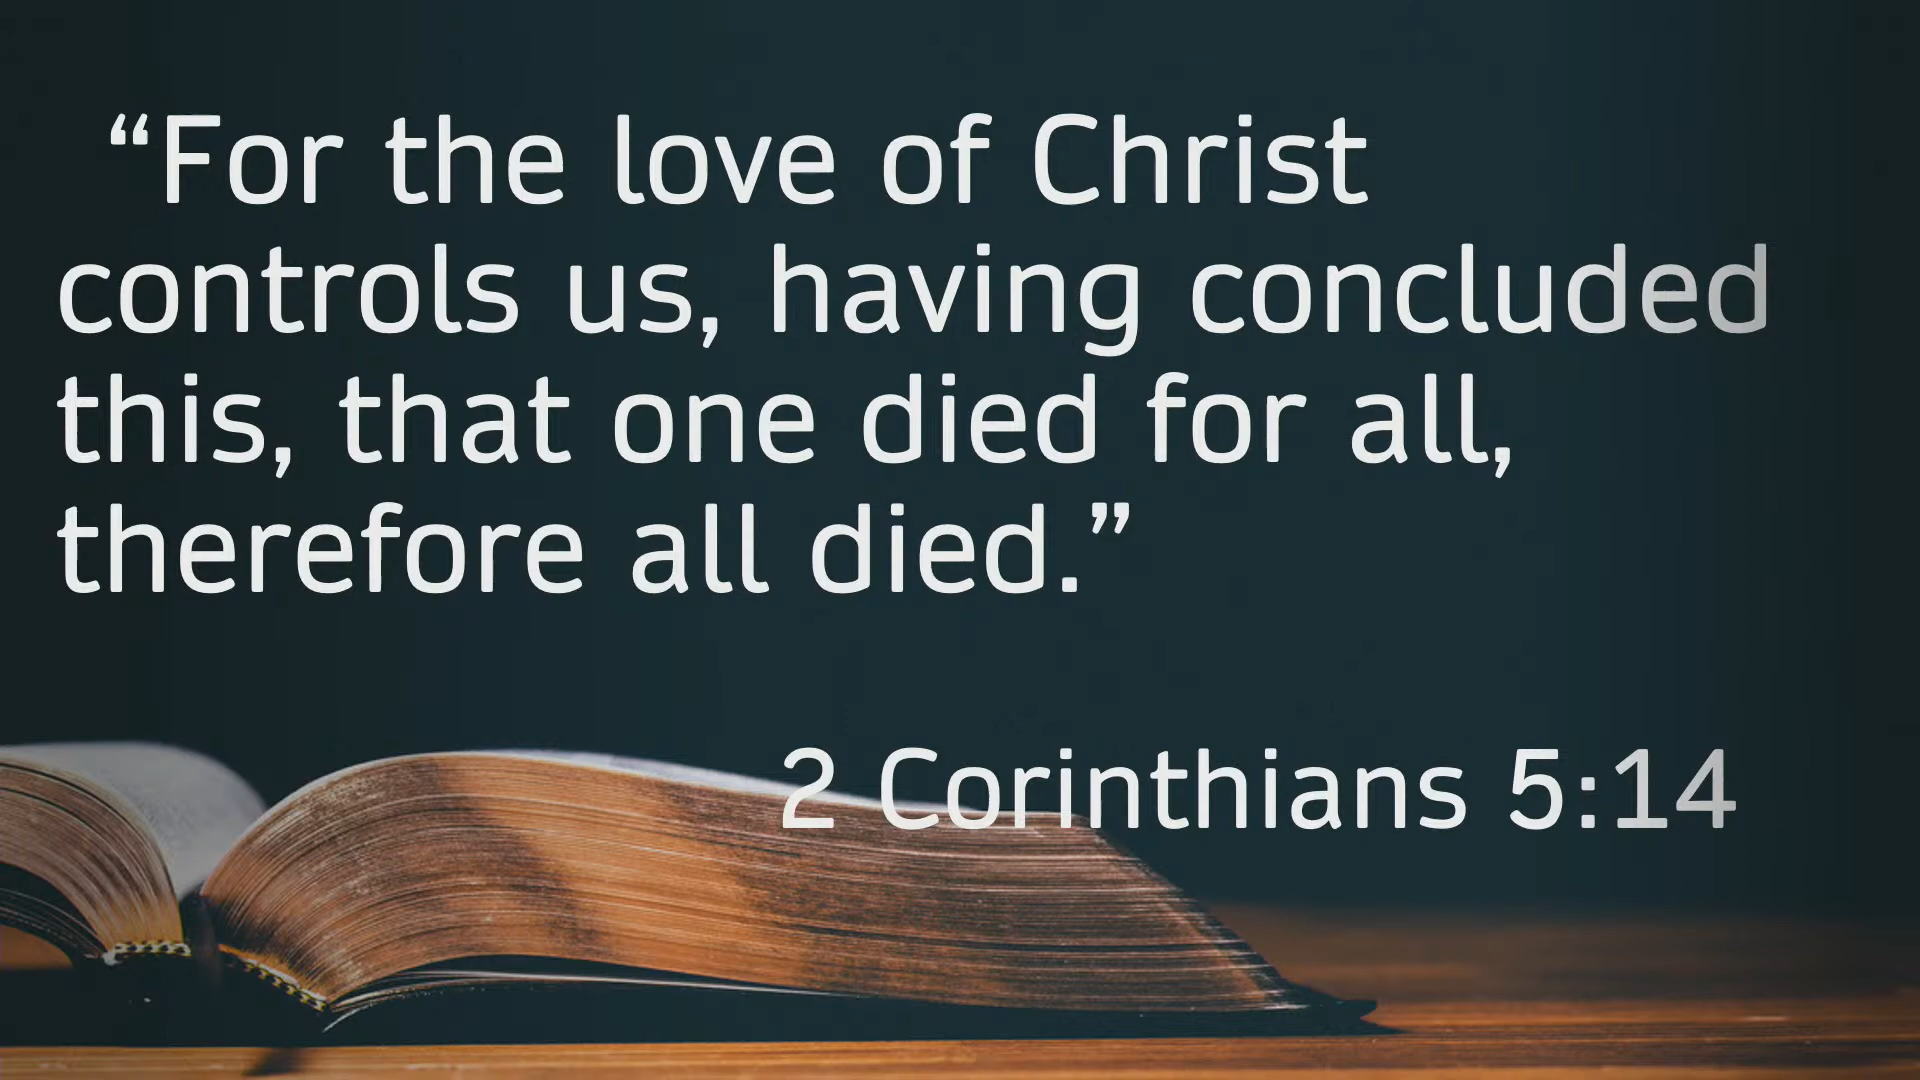 “For the love of Christ
controls us, having concluded
this, that one died for all,
therefore all died.”
2 Corinthians 5:14